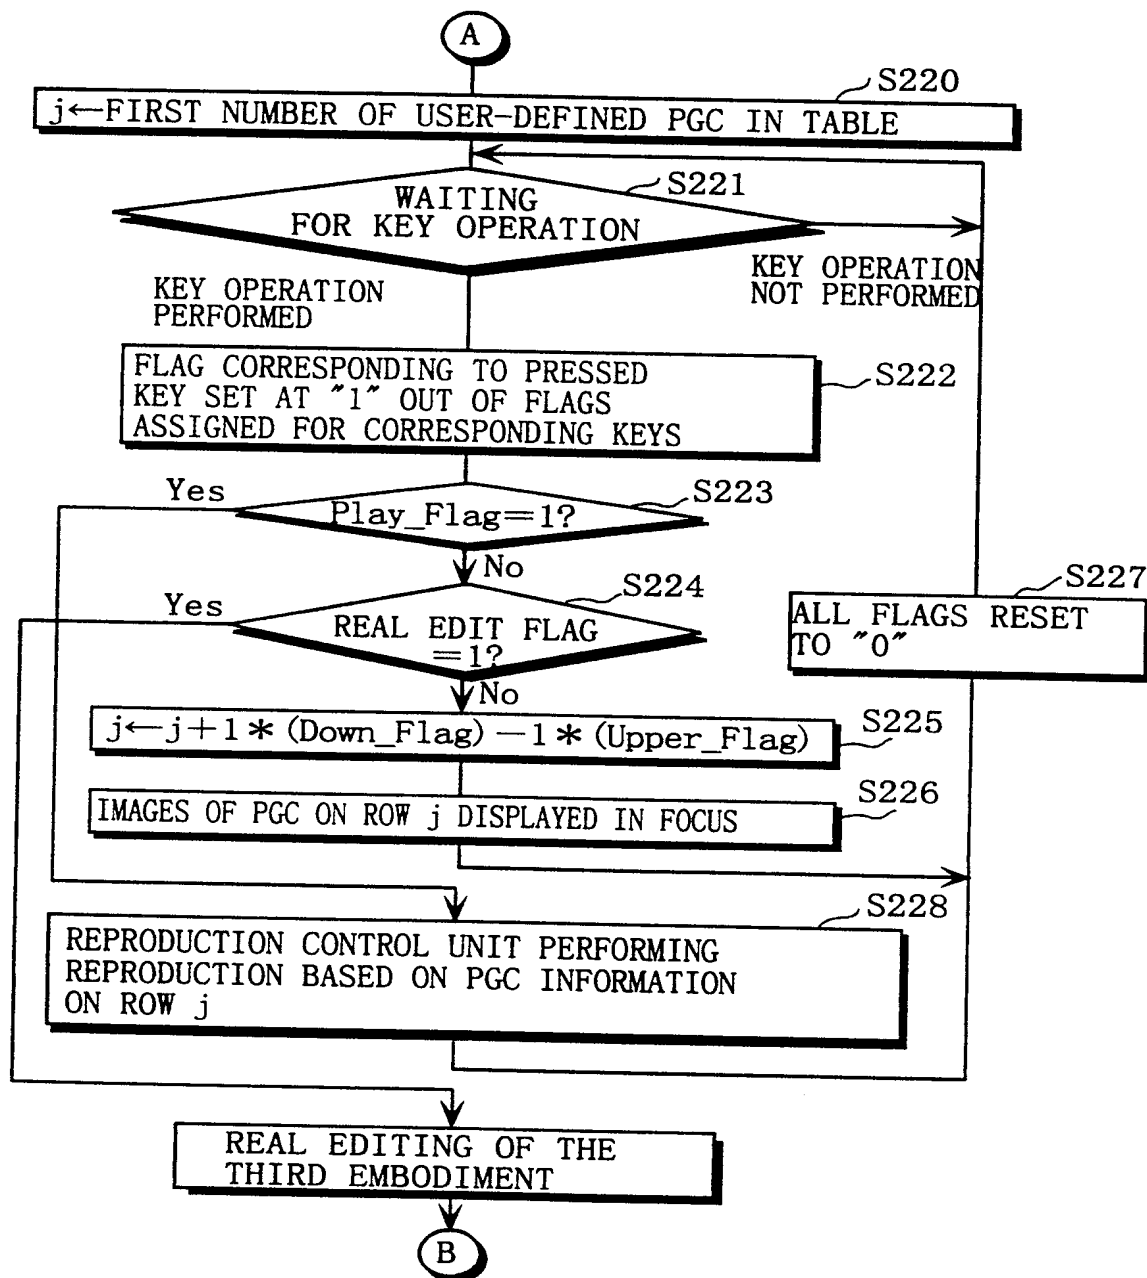 A
S220
j←FIRST NUMBER OF USER-DEFINED PGC IN TABLE
S221
WAITING
FOR KEY OPERATION
KEY OPERATION
NOT PERFORMED
KEY OPERATION
PERFORMED
FLAG CORRESPONDING TO PRESSED
KEY SET AT "1" OUT OF FLAGS
ASSIGNED FOR CORRESPONDING KEYS
S222
Yes
S223
Play_Flag=1?
No
Yes
S224
REAL EDIT FLAG
=1?
No
S227
ALL FLAGS RESET
TO "0"
j←j+1*(Down_Flag)-1*(Upper_Flag)
S225
S226
IMAGES OF PGC ON ROW j DISPLAYED IN FOCUS
S228
REPRODUCTION CONTROL UNIT PERFORMING
REPRODUCTION BASED ON PGC INFORMATION
ON ROW j
REAL EDITING OF THE
THIRD EMBODIMENT
B